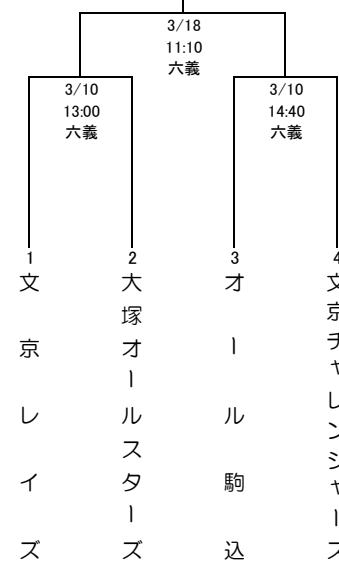 3/18
11:10
六義
3/10
13:00
六義
3/10
14:40
六義
1
文京レイズ
2
大塚オールスターズ
3
オール駒込
4
文京チャレンジャーズ